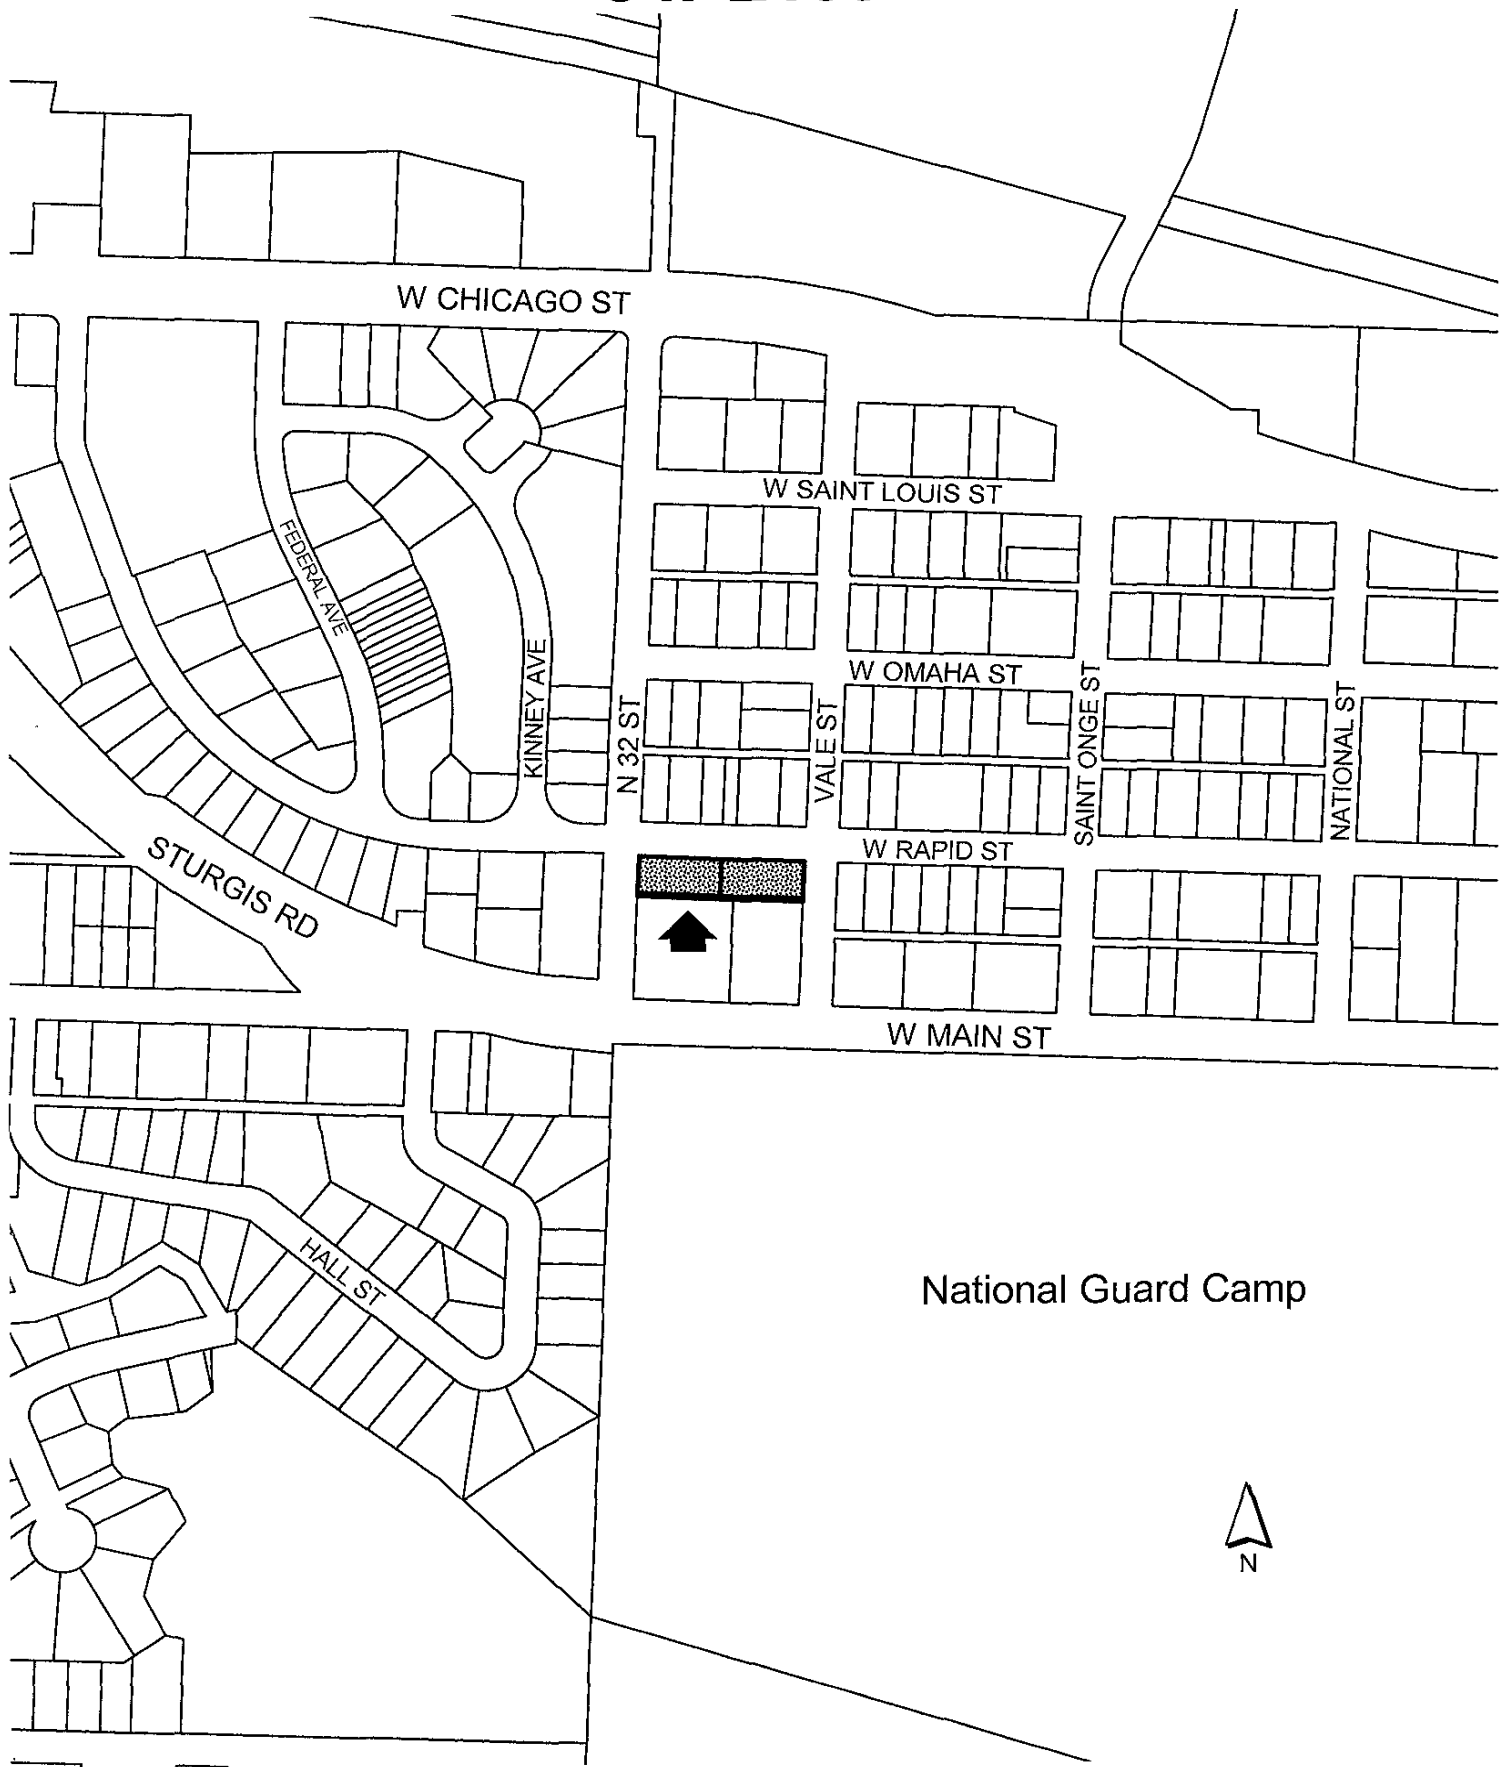 W CHICAGO ST
W SAINT LOUIS ST
FEDERAL AVE
KINNEY AVE
W OMAHA ST
N 32 ST
VALE ST
SAINT ONGE ST
NATIONAL ST
W RAPID ST
STURGIS RD
W MAIN ST
HALL ST
National Guard Camp
N